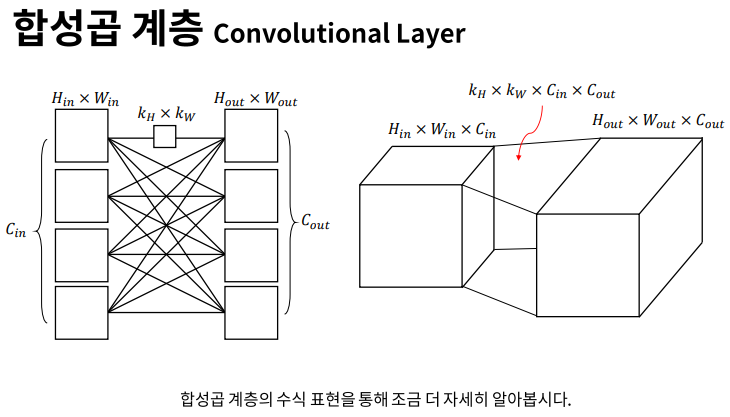 합성곱 계층 Convolutional Layer
H_in × W_in
k_H × k_W
H_out × W_out
C_in
C_out
k_H × k_W × C_in × C_out
H_in × W_in × C_in
H_out × W_out × C_out
합성곱 계층의 수식 표현을 통해 조금 더 자세히 알아봅시다.